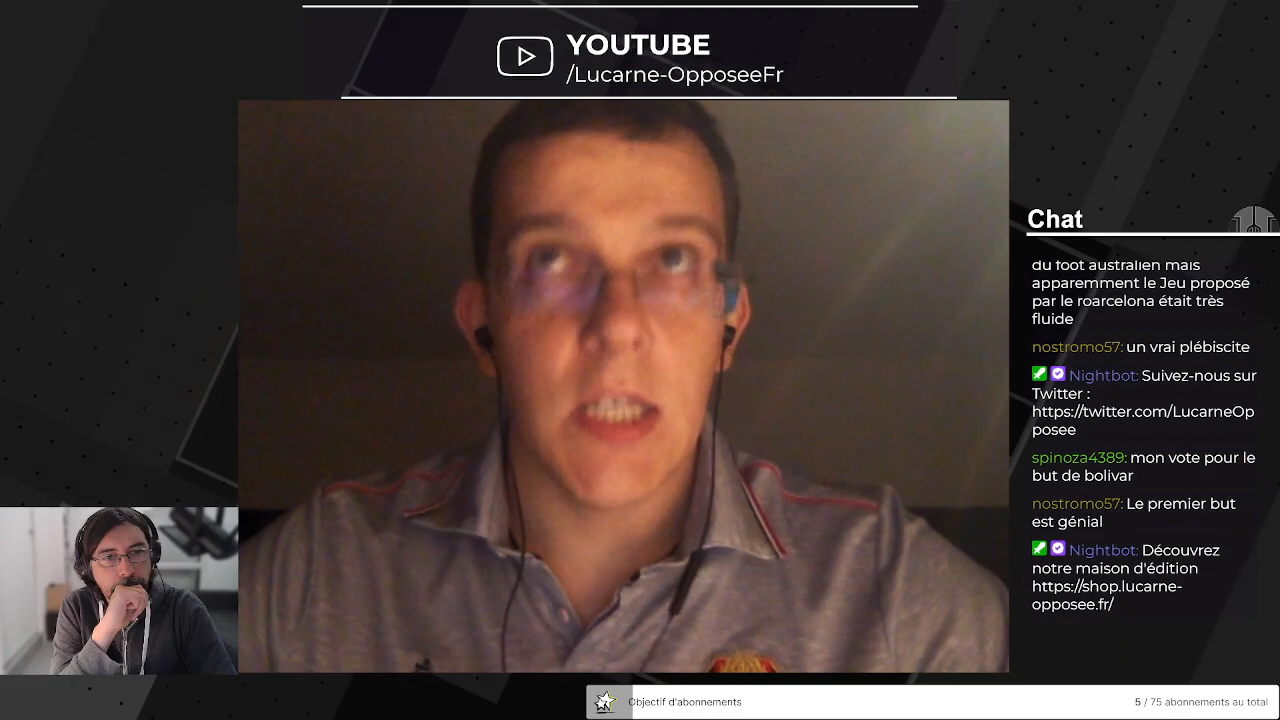 YOUTUBE
/Lucarne-OpposeeFr
Chat
du foot australien mais
apparemment le Jeu proposé
par le roarcelona était très
fluide
nostromo57: un vrai plébiscite
Nightbot: Suivez-nous sur
Twitter :
https://twitter.com/LucarneOp
posee
spinoza4389: mon vote pour le
but de bolivar
nostromo57: Le premier but
est génial
Nightbot: Découvrez
notre maison d'édition
https://shop.lucarne-
opposee.fr/
Objectif d'abonnements
5 / 75 abonnements au total